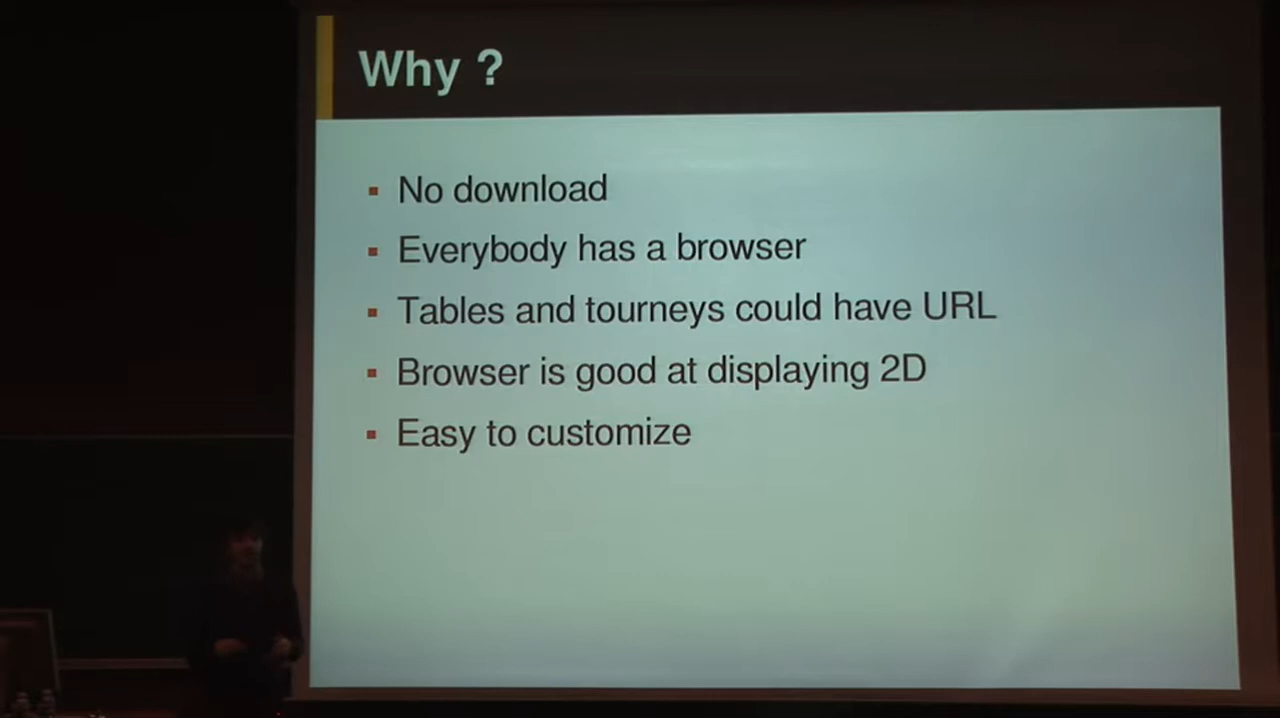 Why ?
No download
Everybody has a browser
Tables and tourneys could have URL
Browser is good at displaying 2D
Easy to customize